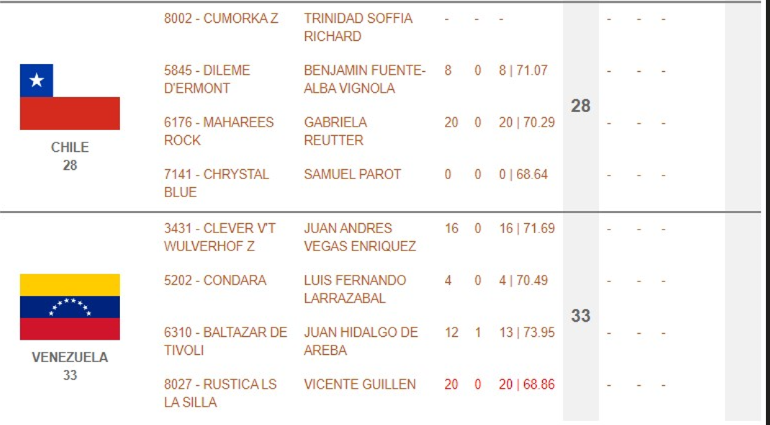 8002 - CUMORKA Z TRINIDAD SOFFIA - - - - - -
RICHARD
5845 - DILEME BENJAMIN FUENTE- 8 0 8 | 71.07 - - -
D'ERMONT ALBA VIGNOLA
28
6176 - MAHAREES GABRIELA 20 0 20 | 70.29 - - -
ROCK REUTTER
CHILE
28
7141 - CHRYSTAL SAMUEL PAROT 0 0 0 | 68.64 - - -
BLUE
3431 - CLEVER V'T JUAN ANDRES 16 0 16 | 71.69 - - -
WULVERHOF Z VEGAS ENRIQUEZ
5202 - CONDARA LUIS FERNANDO 4 0 4 | 70.49 - - -
LARRAZABAL
33
6310 - BALTAZAR DE JUAN HIDALGO DE 12 1 13 | 73.95 - - -
TIVOLI AREBA
VENEZUELA
33
8027 - RUSTICA LS VICENTE GUILLEN 20 0 20 | 68.86 - - -
LA SILLA